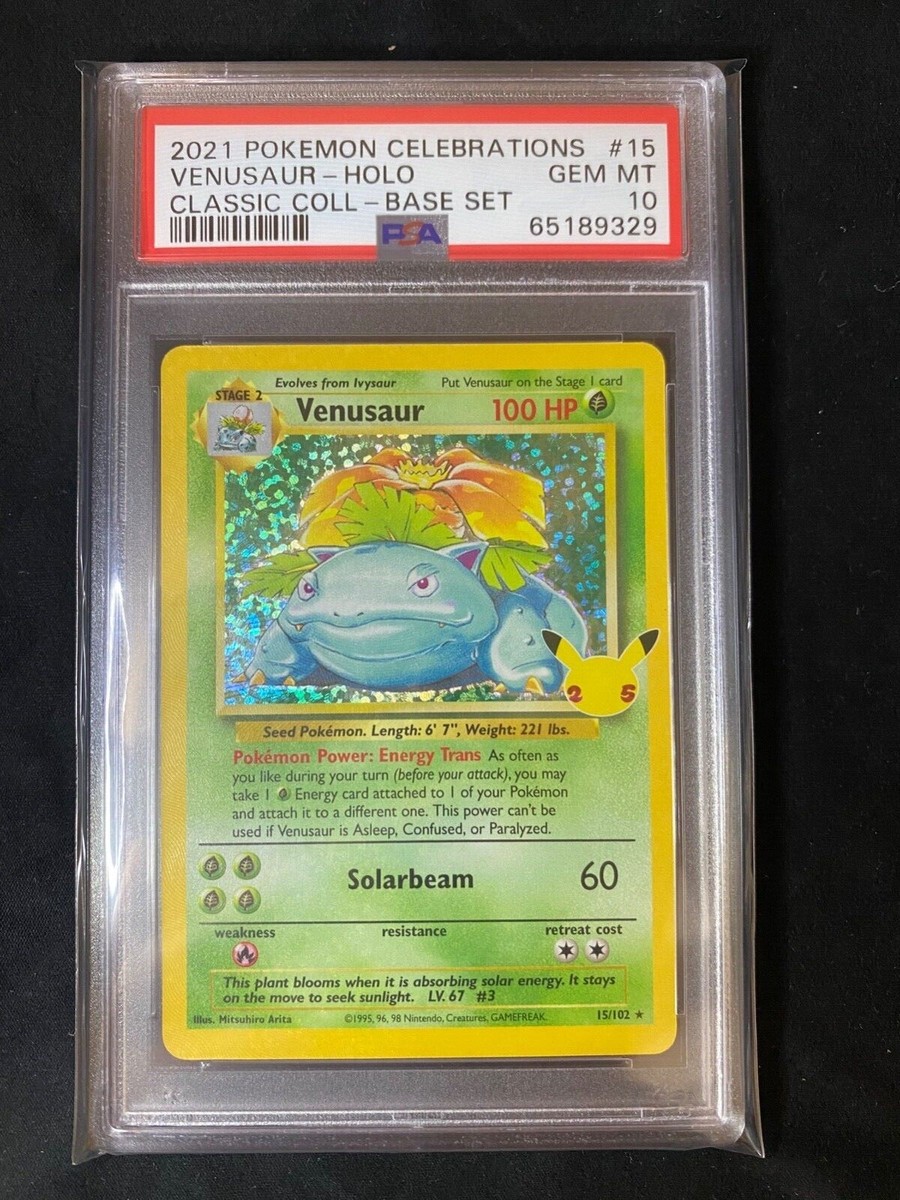 2021 POKEMON CELEBRATIONS #15
VENUSAUR - HOLO GEM MT
CLASSIC COLL - BASE SET 10
PSA 65189329
Evolves from Ivysaur Put Venusaur on the Stage 1 card
STAGE 2
Venusaur 100 HP
2 5
Seed Pokémon. Length: 6' 7", Weight: 221 lbs.
Pokémon Power: Energy Trans As often as
you like during your turn (before your attack), you may
take 1 Energy card attached to 1 of your Pokémon
and attach it to a different one. This power can't be
used if Venusaur is Asleep, Confused, or Paralyzed.
Solarbeam 60
weakness resistance retreat cost
This plant blooms when it is absorbing solar energy. It stays
on the move to seek sunlight. LV. 67 #3
Illus. Mitsuhiro Arita ©1995, 96, 98 Nintendo, Creatures, GAMEFREAK. 15/102 ★